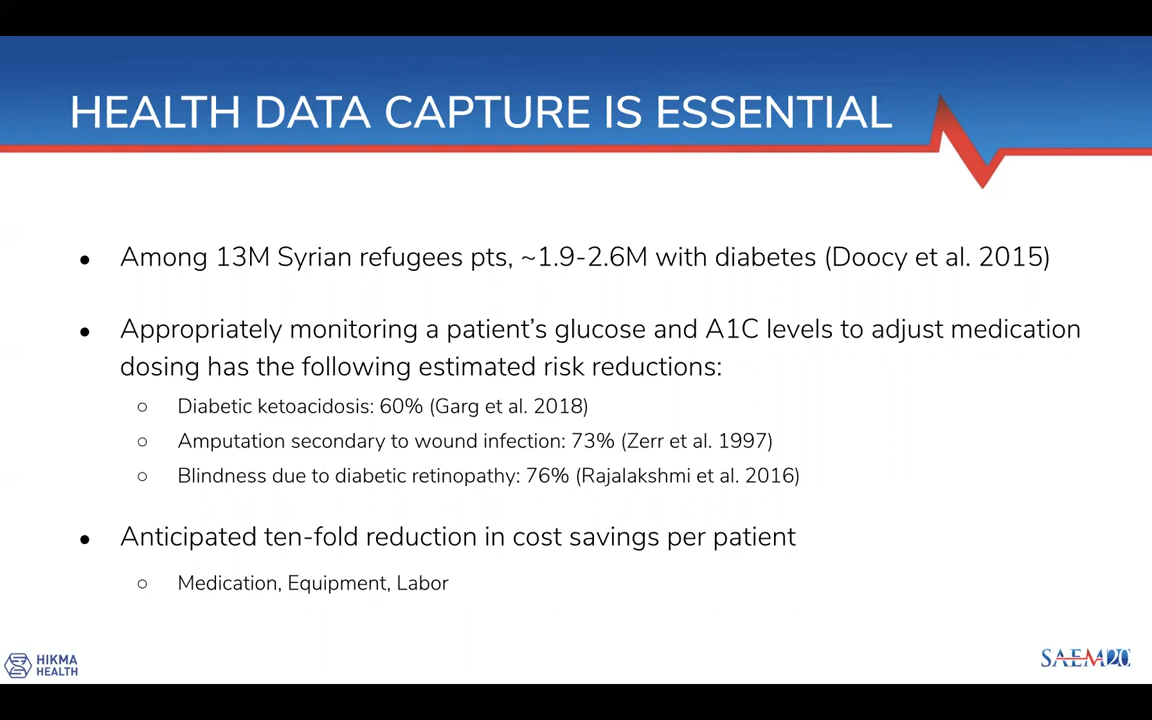 HEALTH DATA CAPTURE IS ESSENTIAL
● Among 13M Syrian refugees pts, ~1.9-2.6M with diabetes (Doocy et al. 2015)
● Appropriately monitoring a patient’s glucose and A1C levels to adjust medication
dosing has the following estimated risk reductions:
○ Diabetic ketoacidosis: 60% (Garg et al. 2018)
○ Amputation secondary to wound infection: 73% (Zerr et al. 1997)
○ Blindness due to diabetic retinopathy: 76% (Rajalakshmi et al. 2016)
● Anticipated ten-fold reduction in cost savings per patient
○ Medication, Equipment, Labor
HIKMA
HEALTH
SAEM20